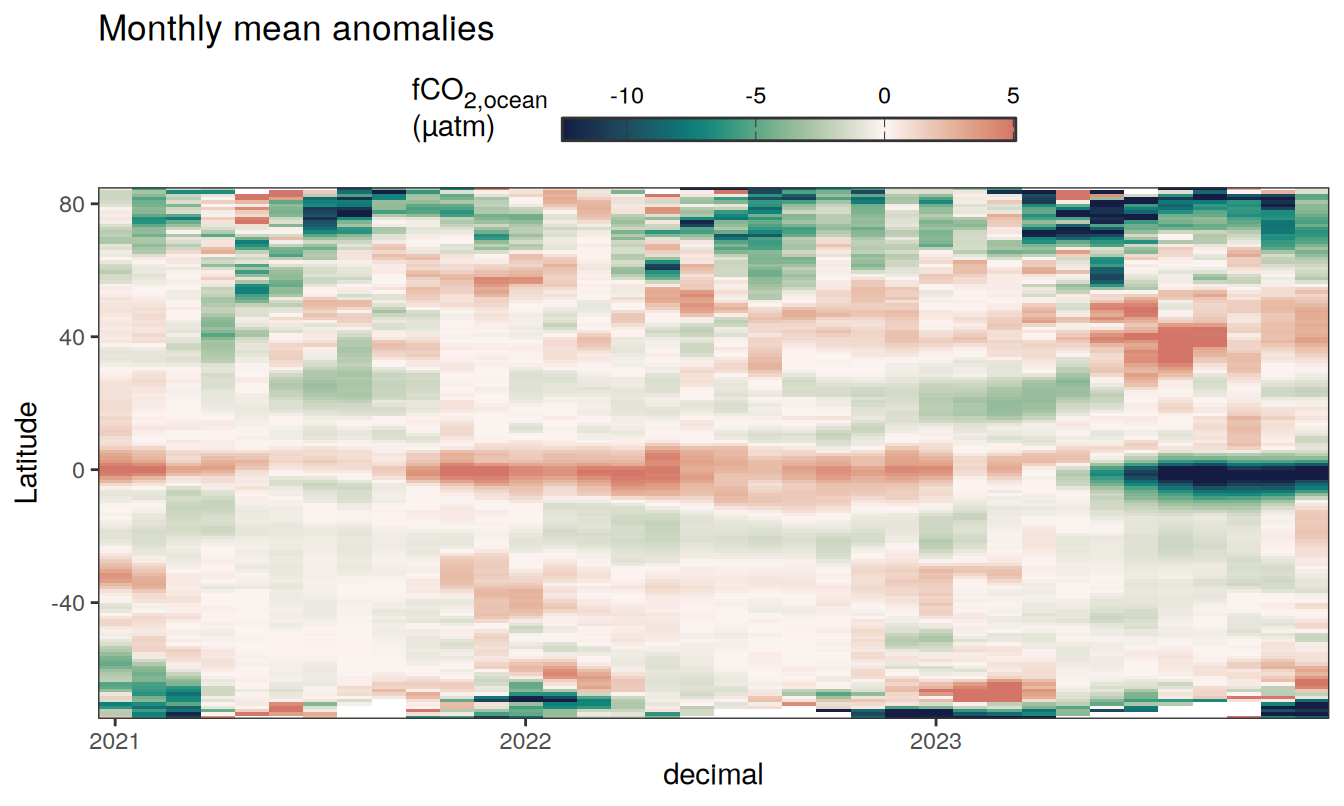 Monthly mean anomalies
fCO2,ocean
(µatm)
-10 -5 0 5
80
40
0
-40
Latitude
2021 2022 2023
decimal